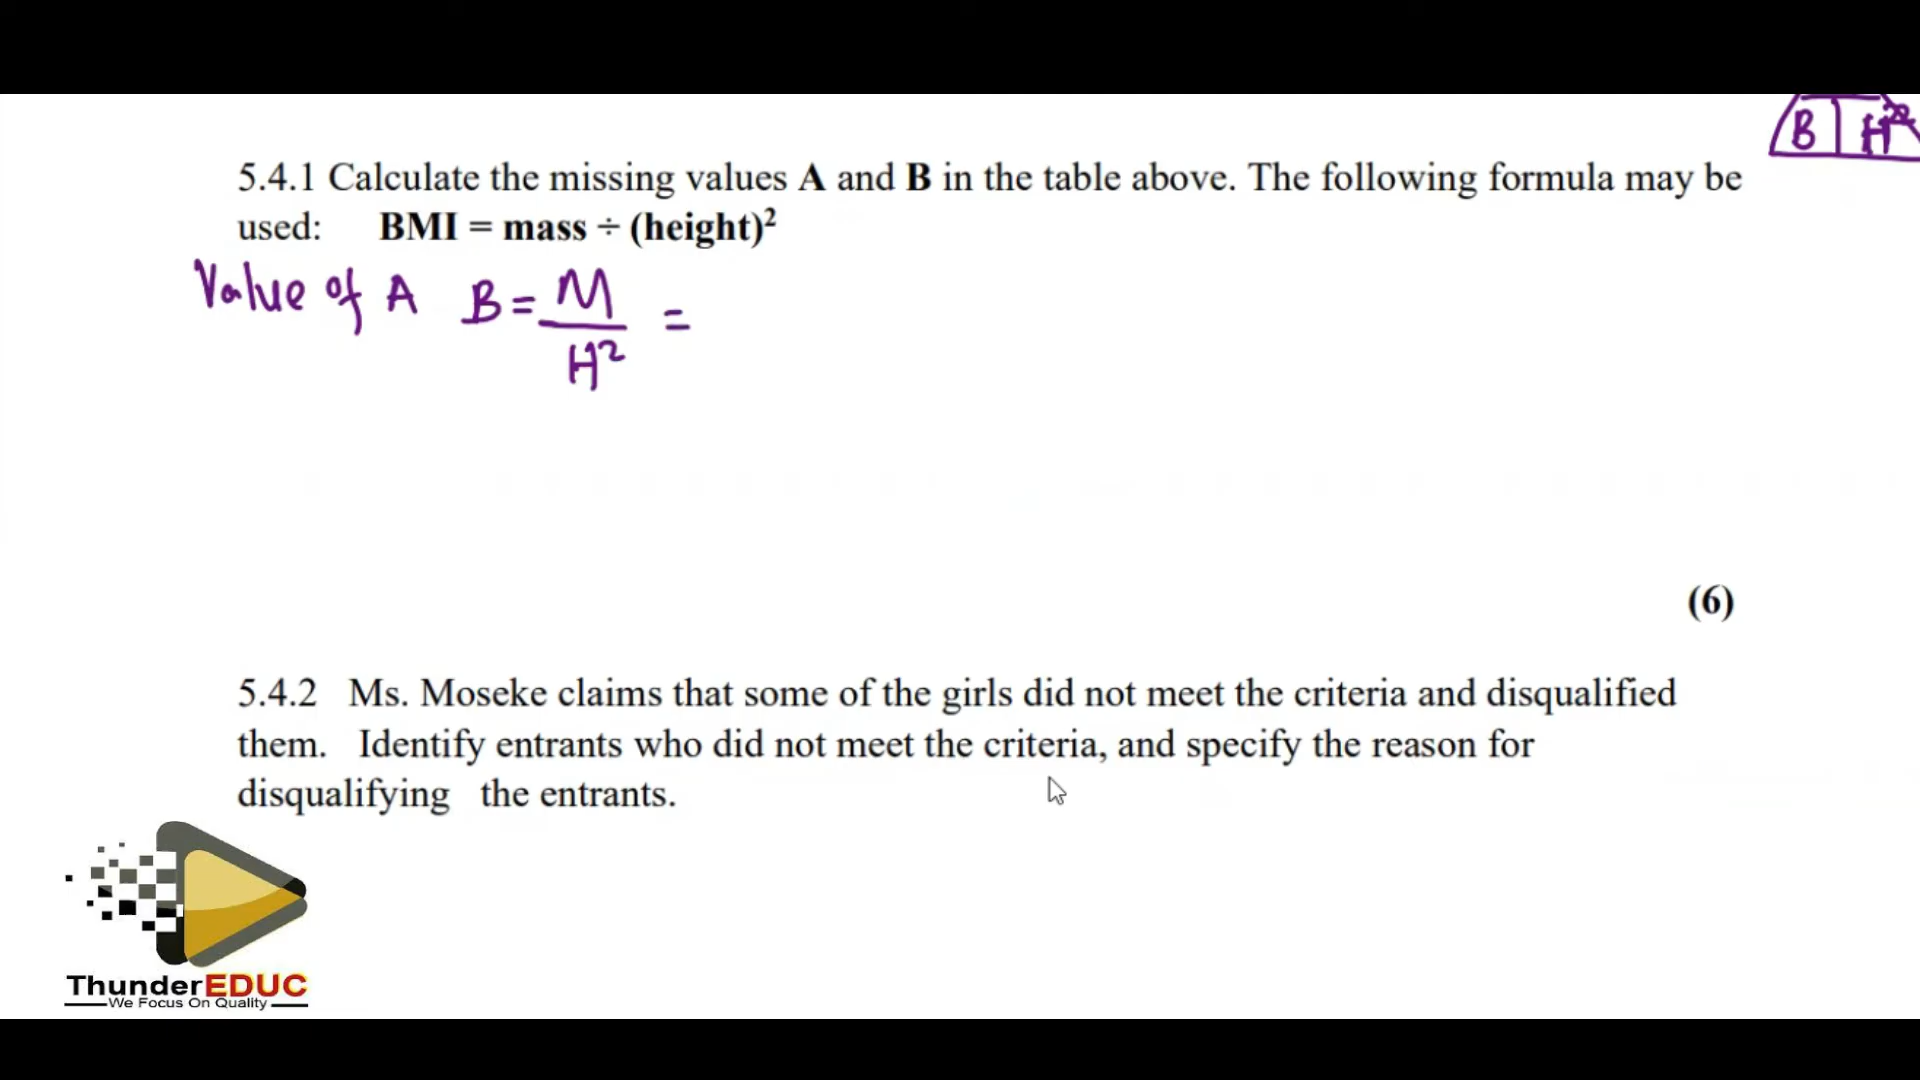 B H²
5.4.1 Calculate the missing values A and B in the table above. The following formula may be
used: BMI = mass ÷ (height)²
Value of A B = M / H² =
(6)
5.4.2 Ms. Moseke claims that some of the girls did not meet the criteria and disqualified
them. Identify entrants who did not meet the criteria, and specify the reason for
disqualifying the entrants.
ThunderEDUC
We Focus On Quality